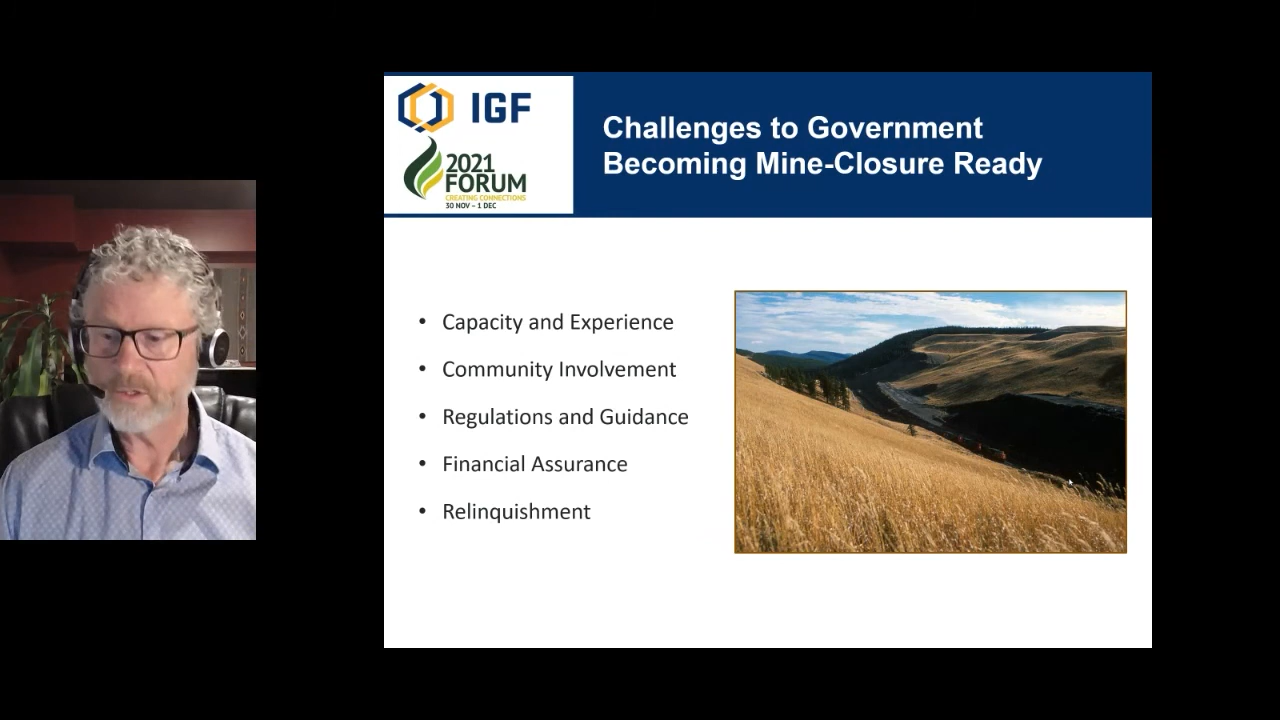 IGF
2021
FORUM
CREATING CONNECTIONS
30 NOV – 1 DEC
Challenges to Government
Becoming Mine-Closure Ready
• Capacity and Experience
• Community Involvement
• Regulations and Guidance
• Financial Assurance
• Relinquishment